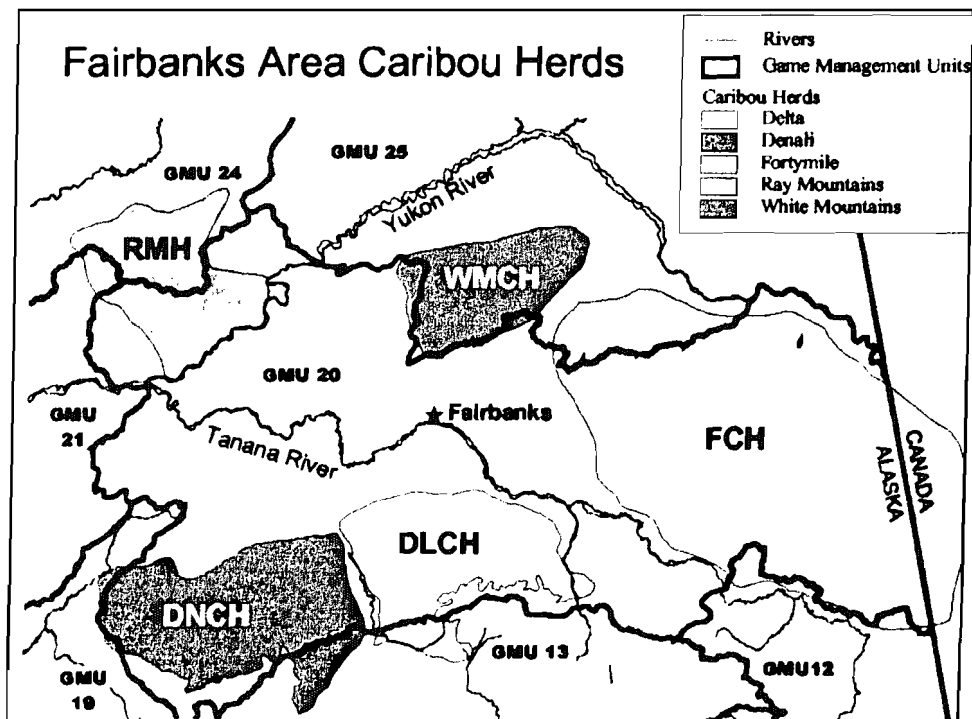 Fairbanks Area Caribou Herds
Rivers
Game Management Units
Caribou Herds
Delta
Denali
Fortymile
Ray Mountains
White Mountains
GMU 24
GMU 25
Yukon River
RMH
WMCH
GMU 20
GMU
21
Fairbanks
Tanana River
FCH
CANADA
ALASKA
DLCH
DNCH
GMU 13
GMU 12
GMU
19